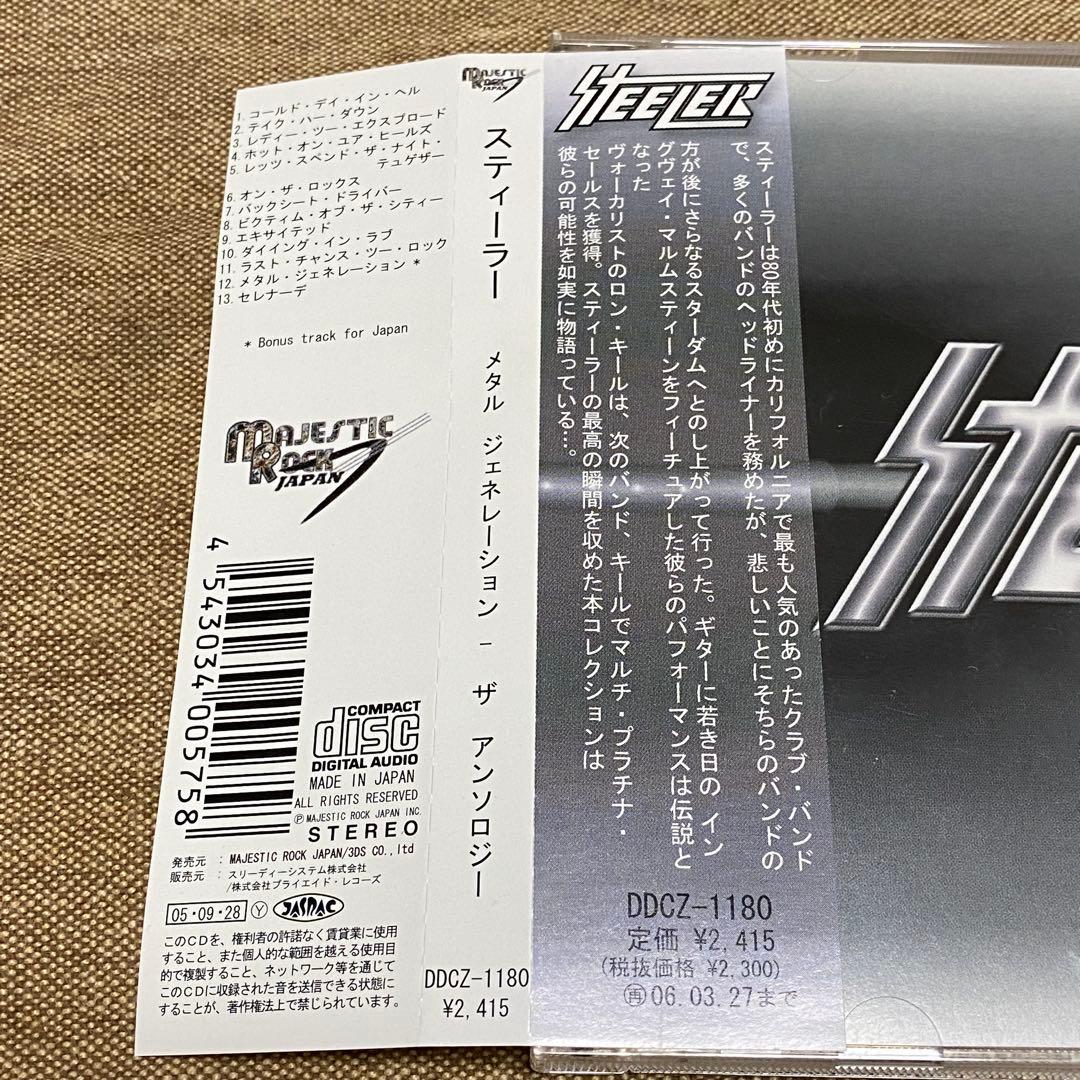 1. コールド・デイ・イン・ヘル
2. テイク・ハー・ダウン
3. レディー・ツー・エクスブロード
4. ホット・オン・ユア・ヒールズ
5. レッツ・スペンド・ザ・ナイト・
テュゲザー
6. オン・ザ・ロックス
7. バックシート・ドライバー
8. ビクティム・オブ・ザ・シティー
9. エキサイテッド
10. ダイイング・イン・ラブ
11. ラスト・チャンス・ツー・ロック
12. メタル・ジェネレーション *
13. セレナーデ
* Bonus track for Japan
MAJESTIC
ROCK
JAPAN
4 543034 005758
COMPACT
disc
DIGITAL AUDIO
MADE IN JAPAN
ALL RIGHTS RESERVED
Ⓟ MAJESTIC ROCK JAPAN INC.
STEREO
発売元 : MAJESTIC ROCK JAPAN/3DS CO.,ltd
販売元 : スリーディーシステム株式会社
/株式会社プライエイド・レコーズ
05・09・28 Ⓨ JASRAC
このCDを、権利者の許諾なく賃貸業に使用
すること、また個人的な範囲を越える使用目
的で複製すること、ネットワーク等を通じて
このCDに収録された音を送信できる状態に
することが、著作権法上で禁じられています。
MAJESTIC
ROCK
JAPAN
スティーラー メタル ジェネレーション - ザ アンソロジー
DDCZ-1180
¥2,415
STEELER
スティーラーは80年代初めにカリフォルニアで最も人気のあったクラブ・バンド
で、多くのバンドのヘッドライナーを務めたが、悲しいことにそちらのバンドの
方が後にさらなるスターダムへとのし上がって行った。ギターに若き日の イン
グヴェイ・マルムスティーンをフィーチュアした彼らのパフォーマンスは伝説と
なった
ヴォーカリストのロン・キールは、次のバンド、キールでマルチ・プラチナ・
セールスを獲得。スティーラーの最高の瞬間を収めた本コレクションは
彼らの可能性を如実に物語っている…。
DDCZ-1180
定価 ¥2,415
(税抜価格 ¥2,300)
㊢06.03.27まで